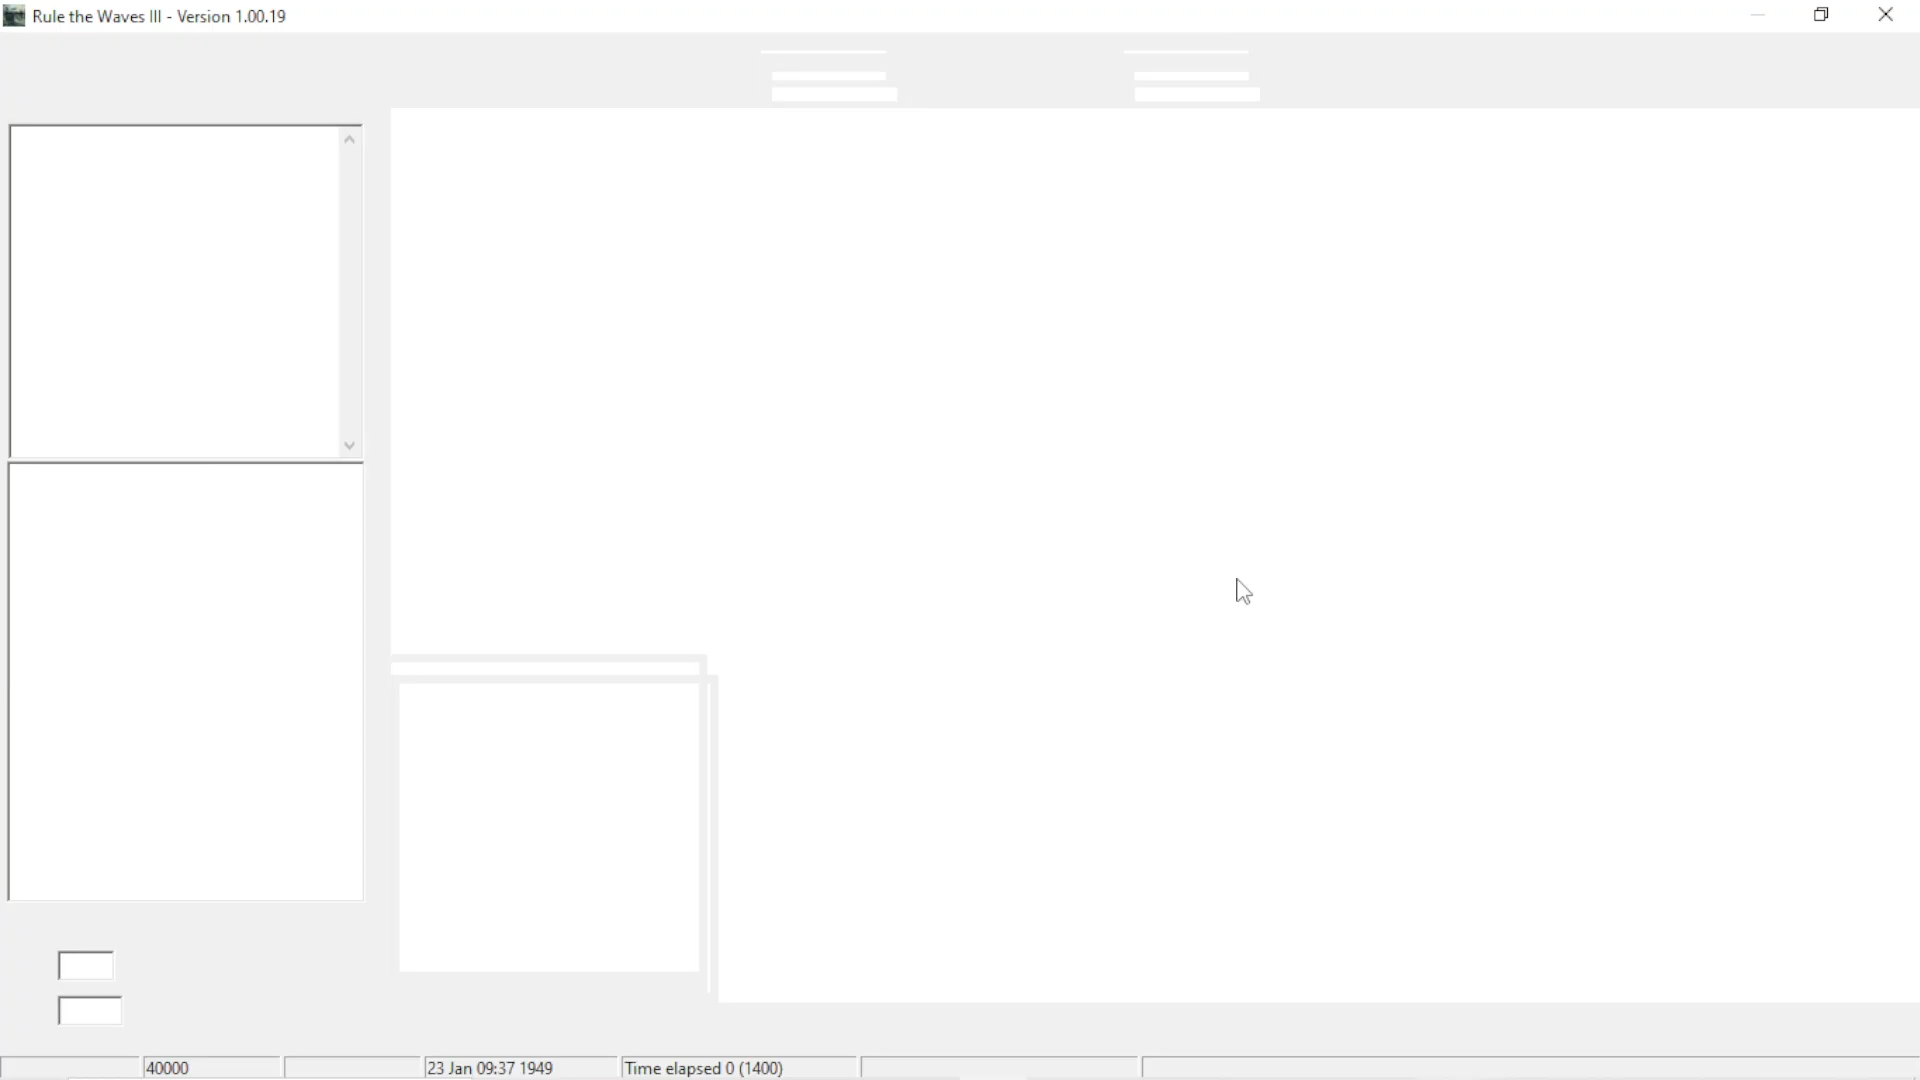 Rule the Waves III - Version 1.00.19
40000
23 Jan 09:37 1949
Time elapsed 0 (1400)